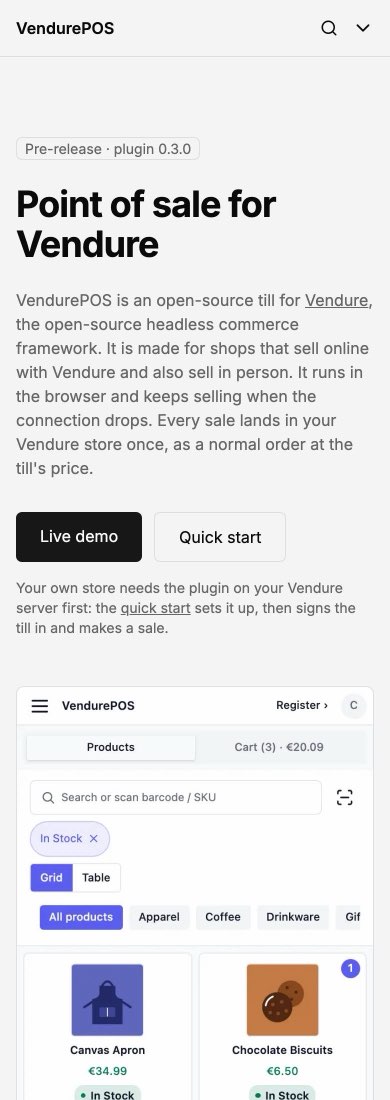 VendurePOS
Pre-release · plugin 0.3.0
Point of sale for
Vendure
VendurePOS is an open-source till for Vendure,
the open-source headless commerce
framework. It is made for shops that sell online
with Vendure and also sell in person. It runs in
the browser and keeps selling when the
connection drops. Every sale lands in your
Vendure store once, as a normal order at the
till's price.
Live demo Quick start
Your own store needs the plugin on your Vendure
server first: the quick start sets it up, then signs the
till in and makes a sale.
VendurePOS Register › C
Products Cart (3) · €20.09
Search or scan barcode / SKU
In Stock ×
Grid Table
All products Apparel Coffee Drinkware Gif
1
Canvas Apron Chocolate Biscuits
€34.99 €6.50
In Stock In Stock